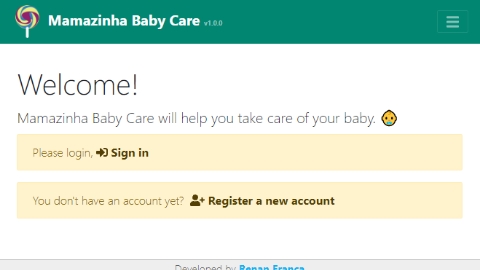 Mamazinha Baby Care v1.0.0
Welcome!
Mamazinha Baby Care will help you take care of your baby.
Please login, Sign in
You don't have an account yet? Register a new account
Developed by Renan Franca